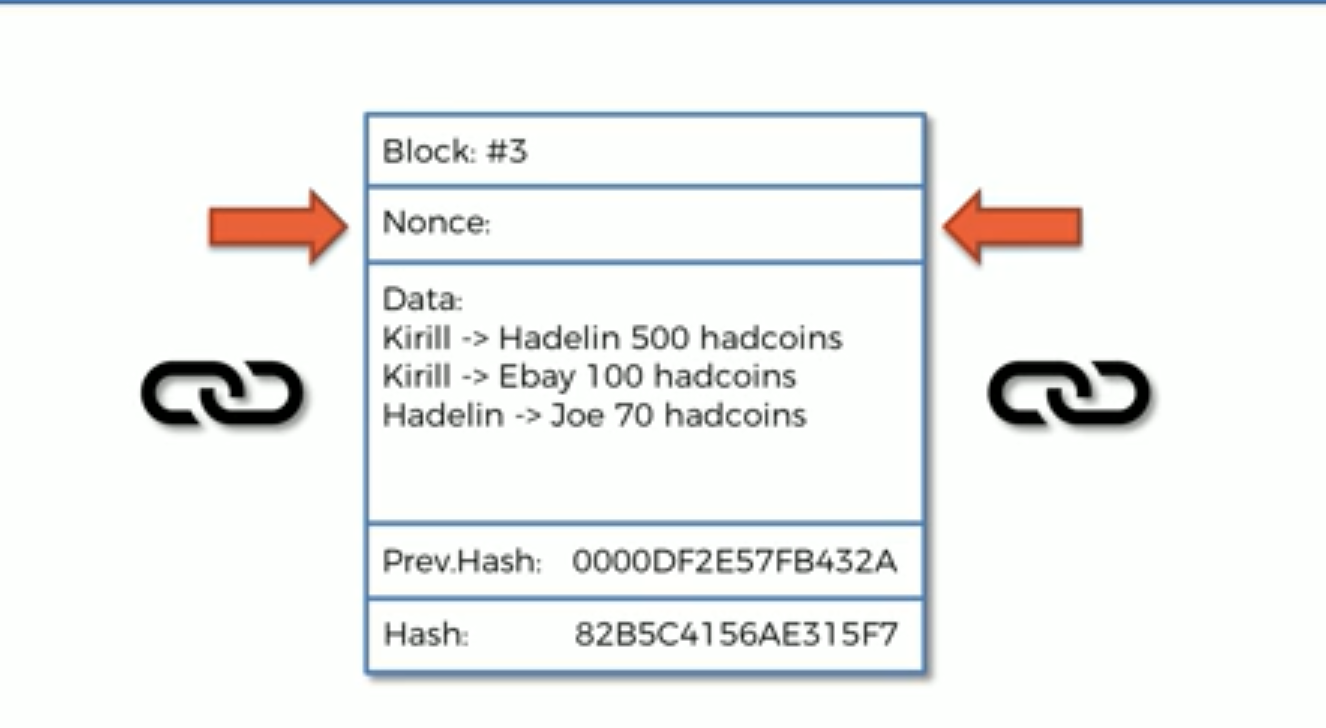 Block: #3
Nonce:
Data:
Kirill -> Hadelin 500 hadcoins
Kirill -> Ebay 100 hadcoins
Hadelin -> Joe 70 hadcoins
Prev.Hash: 0000DF2E57FB432A
Hash: 82B5C4156AE315F7